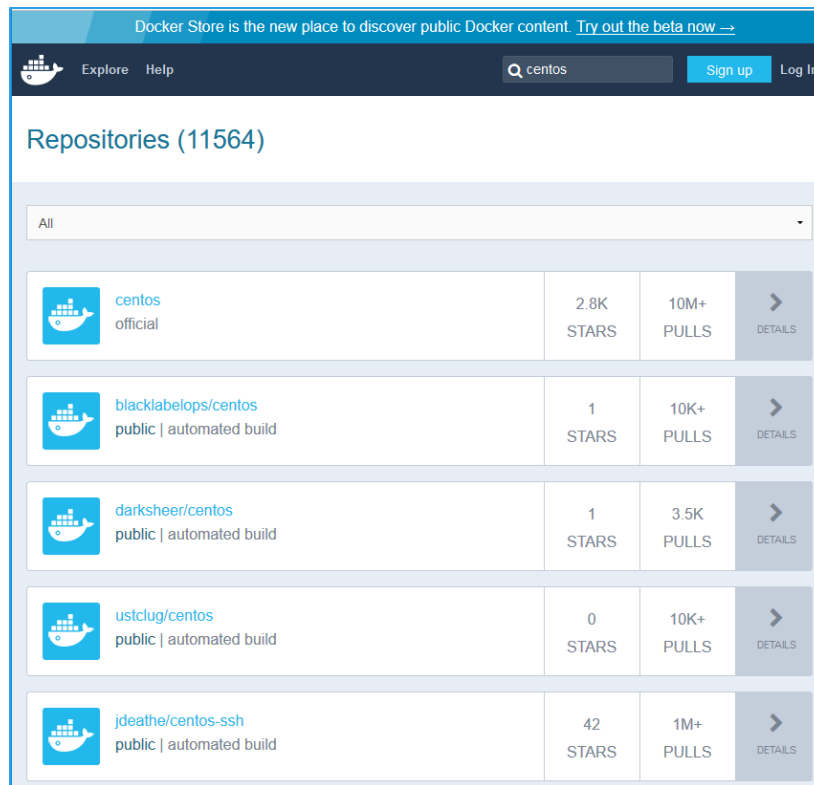 Docker Store is the new place to discover public Docker content. Try out the beta now →
Explore Help centos Sign up Log In
Repositories (11564)
All
centos
official
2.8K
STARS
10M+
PULLS
DETAILS
blacklabelops/centos
public | automated build
1
STARS
10K+
PULLS
DETAILS
darksheer/centos
public | automated build
1
STARS
3.5K
PULLS
DETAILS
ustclug/centos
public | automated build
0
STARS
10K+
PULLS
DETAILS
jdeathe/centos-ssh
public | automated build
42
STARS
1M+
PULLS
DETAILS